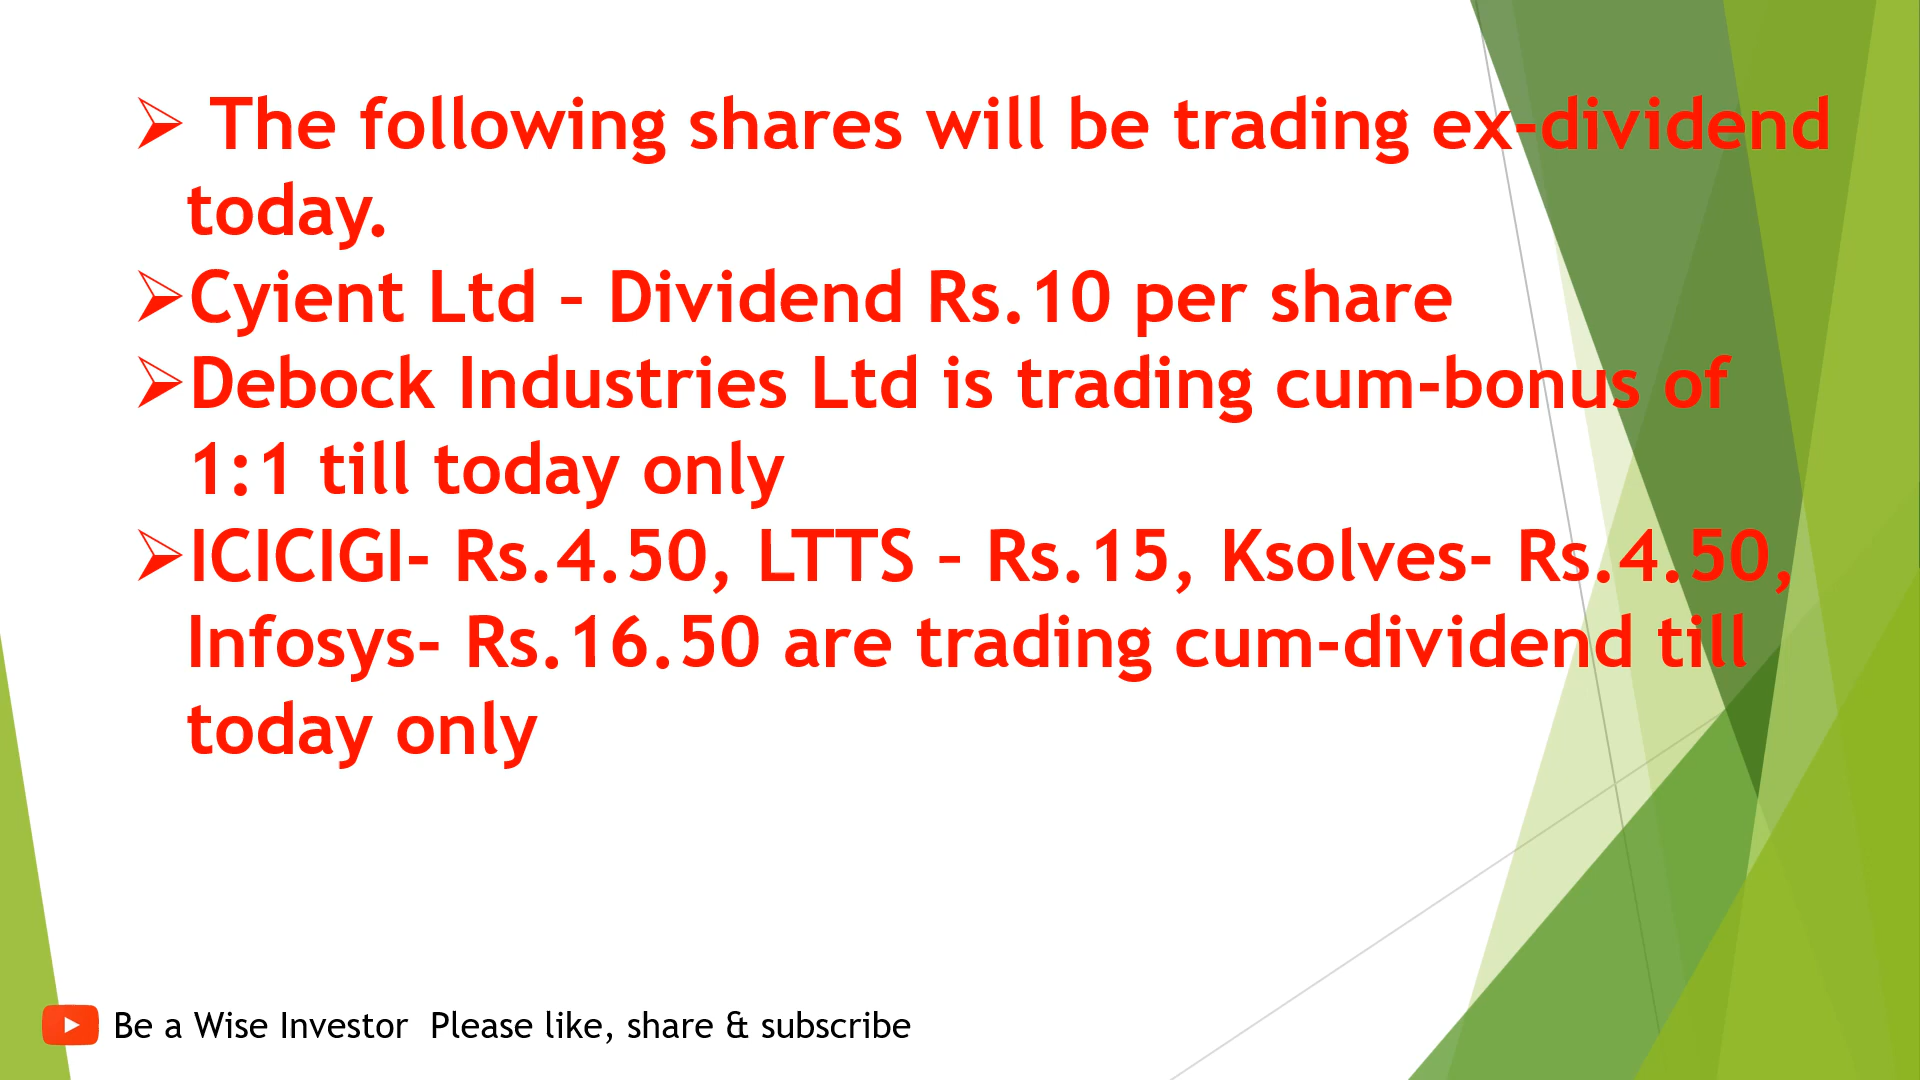 ➢ The following shares will be trading ex-dividend
today.
➢Cyient Ltd – Dividend Rs.10 per share
➢Debock Industries Ltd is trading cum-bonus of
1:1 till today only
➢ICICIGI- Rs.4.50, LTTS – Rs.15, Ksolves- Rs.4.50,
Infosys- Rs.16.50 are trading cum-dividend till
today only
Be a Wise Investor  Please like, share & subscribe